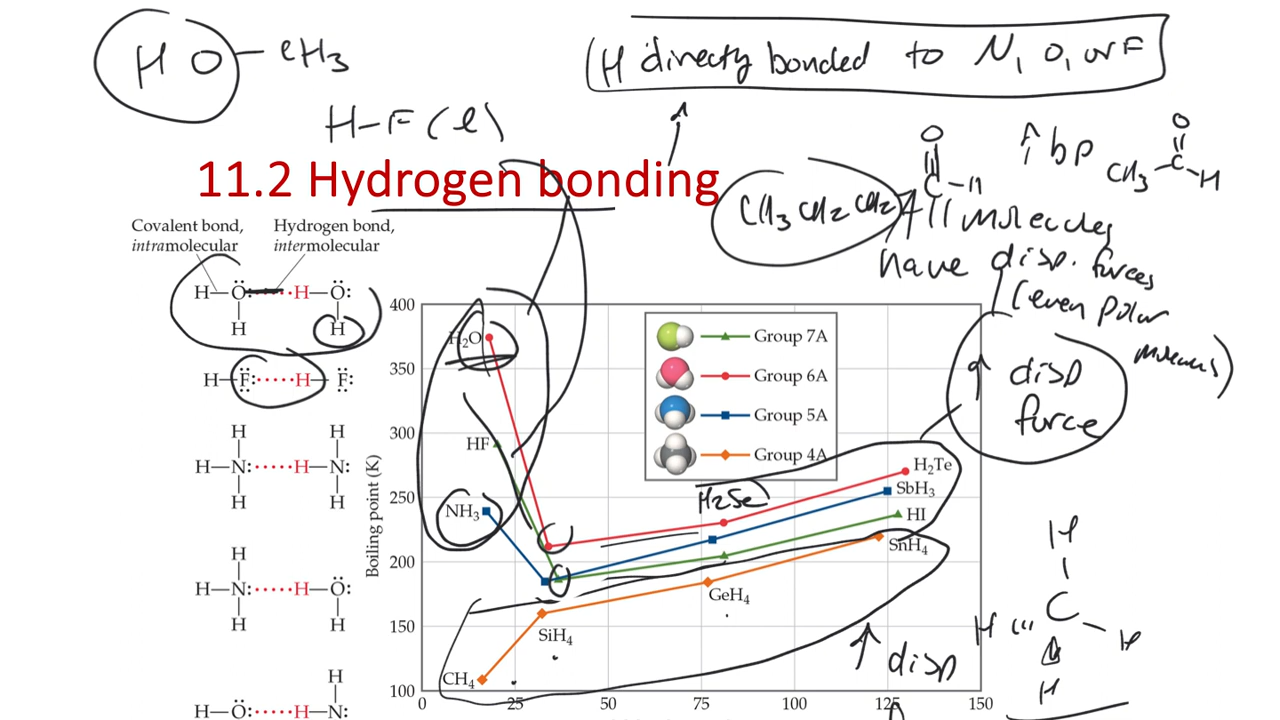 HO-CH3
(H directly bonded to N, O, or F
H-F(l)
11.2 Hydrogen bonding
O
C-H
CH3CH2CH2
↑ bp
O
CH3 C H
All molecules
have disp. forces
(even polar
molecules)
↑ disp
force
Covalent bond,
intramolecular
Hydrogen bond,
intermolecular
H—Ö:·····H—Ö:
H H
H—F̈:·····H—F̈:
H H
H—N:·····H—N:
H H
H H
H—N:·····H—Ö:
H H
H
H—Ö:·····H—N:
Boiling point (K)
400
350
300
250
200
150
100
0 25 50 75 100 125 150
Group 7A
Group 6A
Group 5A
Group 4A
H2O
HF
NH3
CH4
SiH4
GeH4
SnH4
H2Se
H2Te
SbH3
HI
↑ disp
H
H C H
H